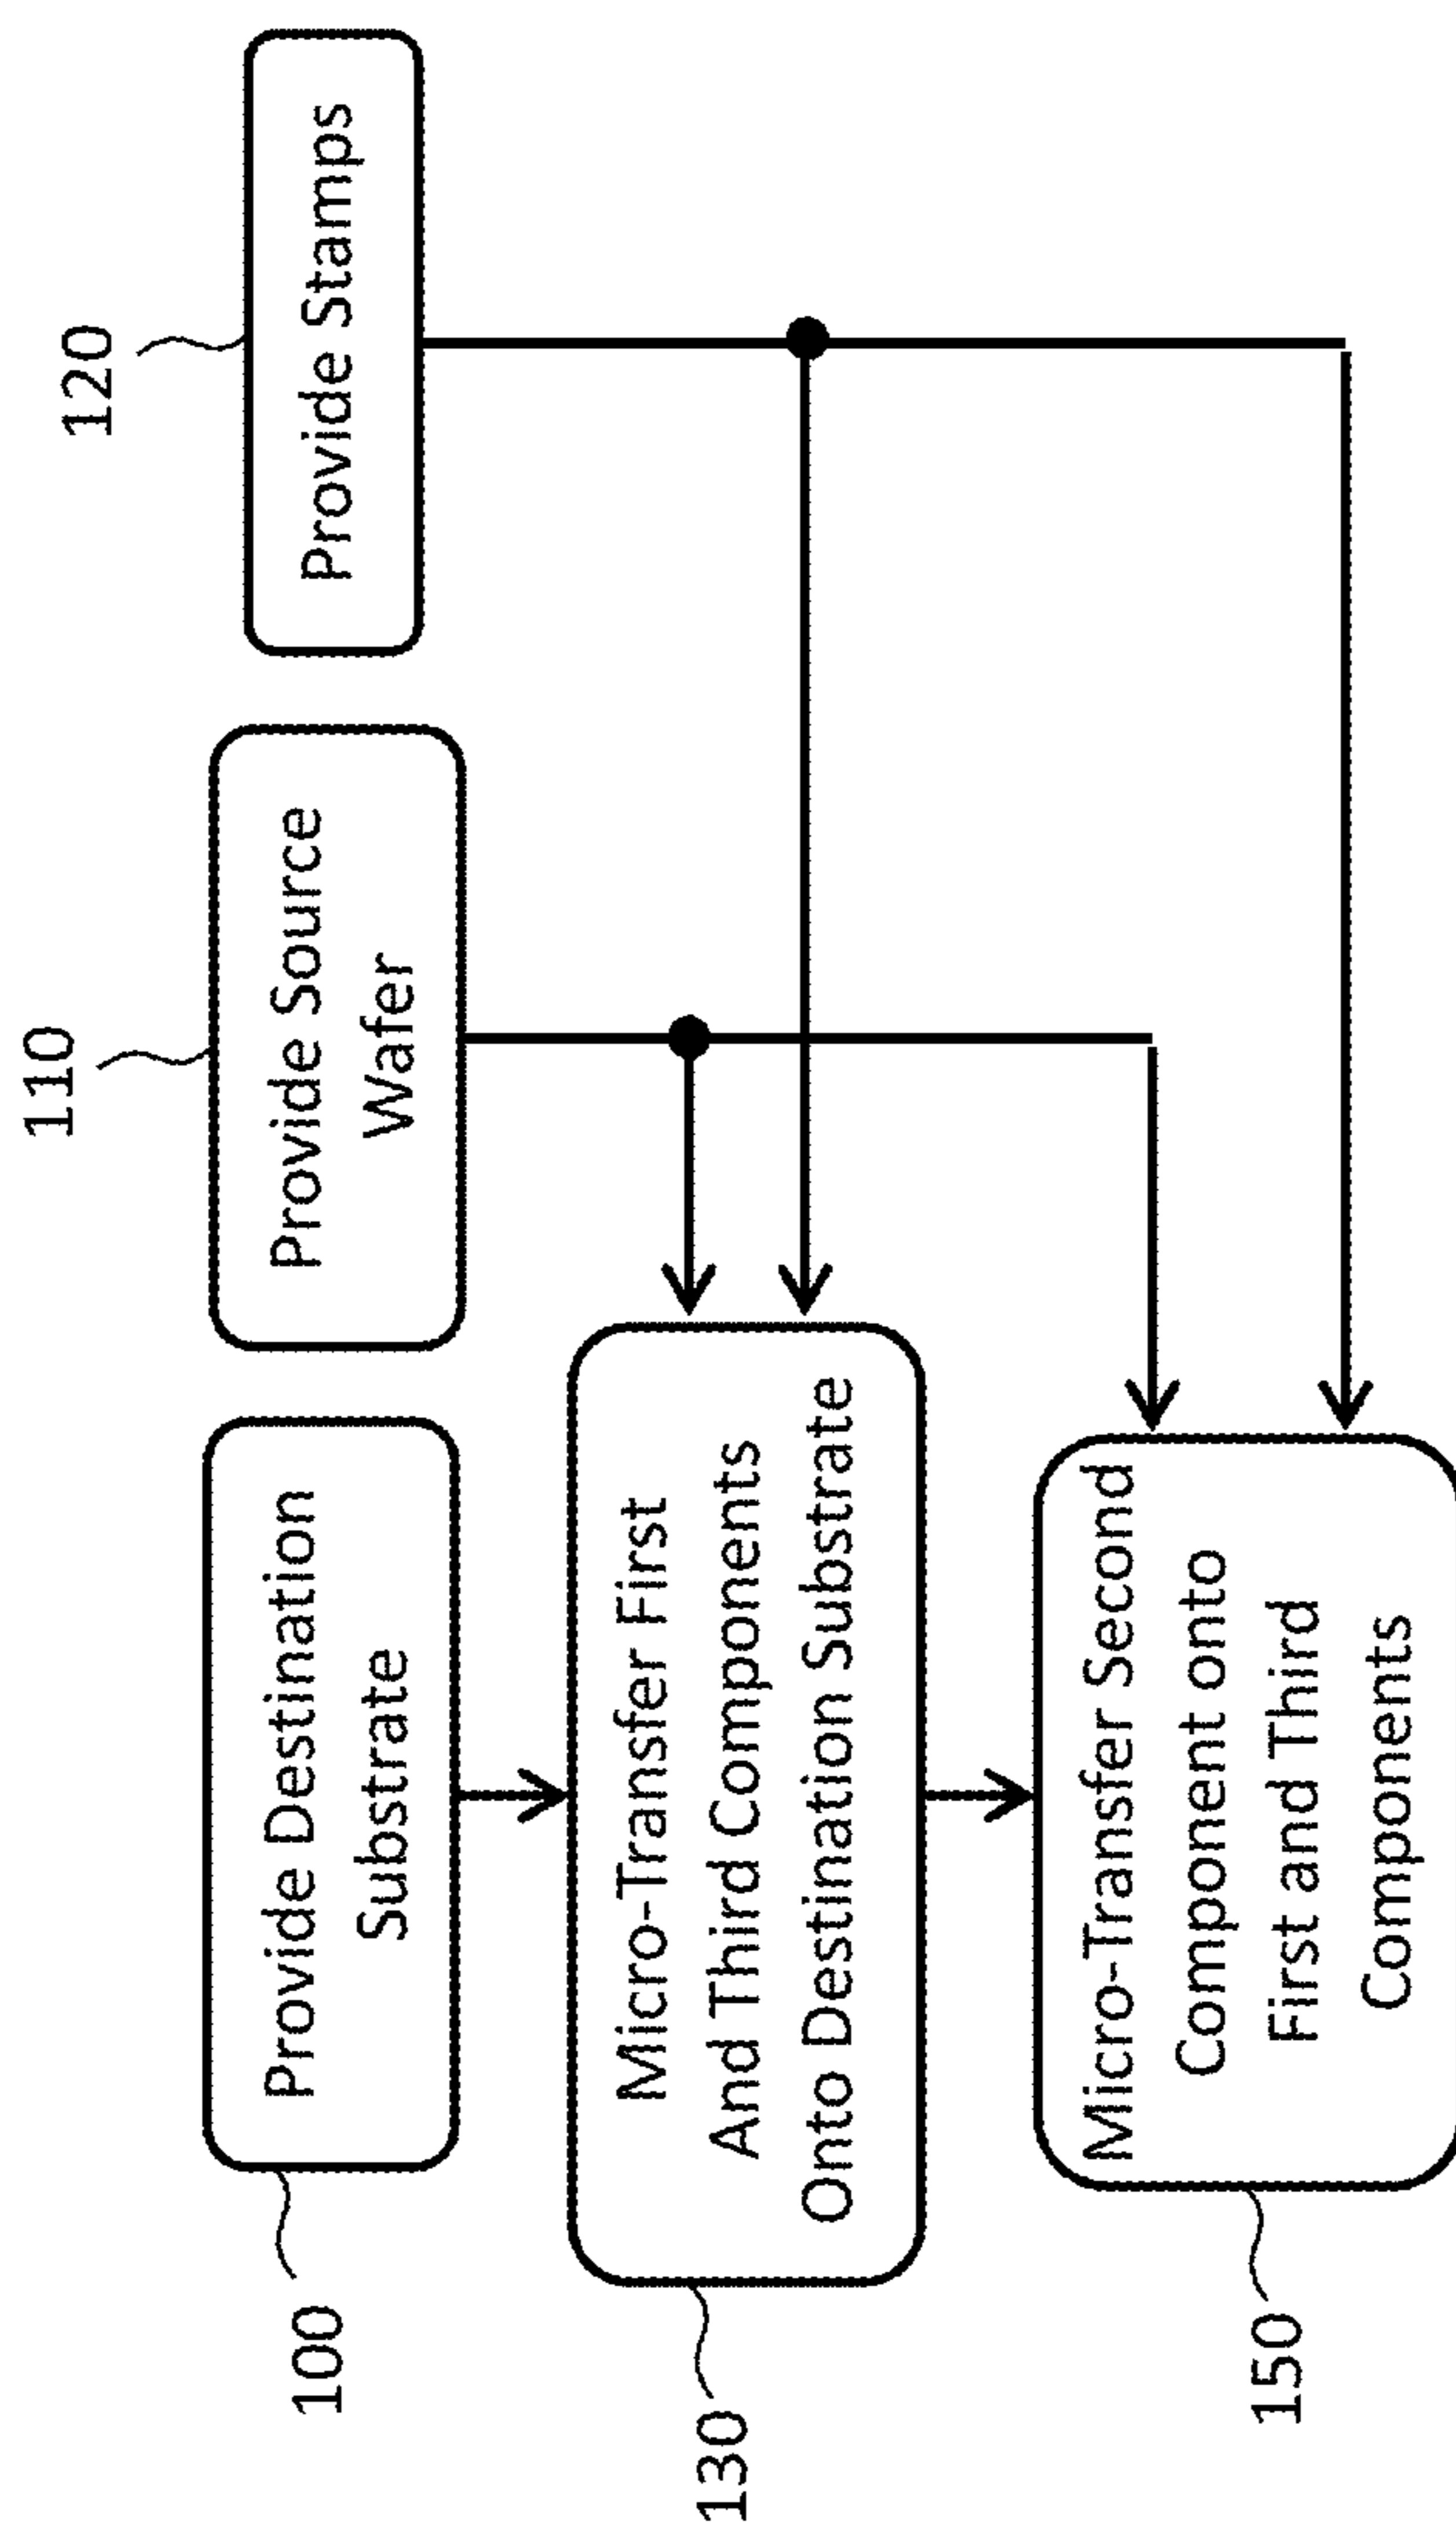 100
Provide Destination
Substrate
110
Provide Source
Wafer
120
Provide Stamps
130
Micro-Transfer First
And Third Components
Onto Destination Substrate
150
Micro-Transfer Second
Component onto
First and Third
Components